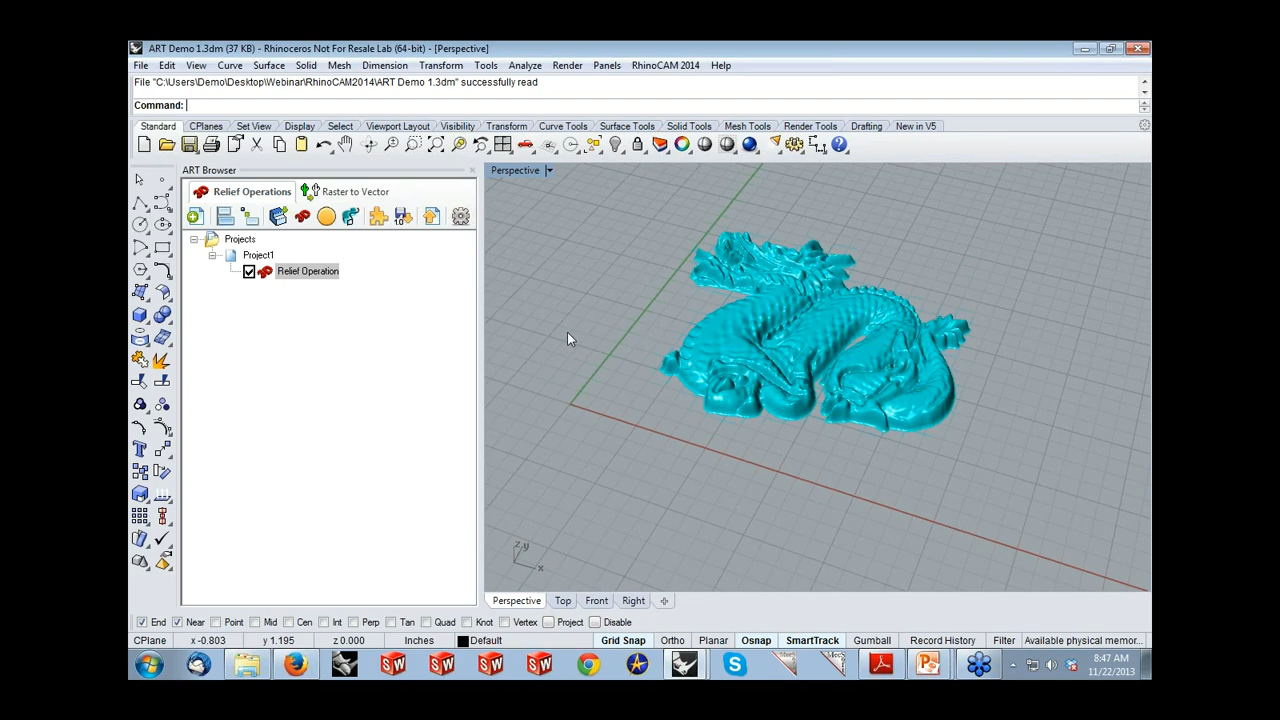 ART Demo 1.3dm (37 KB) - Rhinoceros Not For Resale Lab (64-bit) - [Perspective]
File Edit View Curve Surface Solid Mesh Dimension Transform Tools Analyze Render Panels RhinoCAM 2014 Help
File "C:\Users\Demo\Desktop\Webinar\RhinoCAM2014\ART Demo 1.3dm" successfully read
Command:
Standard CPlanes Set View Display Select Viewport Layout Visibility Transform Curve Tools Surface Tools Solid Tools Mesh Tools Render Tools Drafting New in V5
ART Browser
Perspective
Relief Operations Raster to Vector
1.0
Projects
Project1
Relief Operation
z y
x
Perspective Top Front Right
End Near Point Mid Cen Int Perp Tan Quad Knot Vertex Project Disable
CPlane x -0.803 y 1.195 z 0.000 Inches Default Grid Snap Ortho Planar Osnap SmartTrack Gumball Record History Filter Available physical memor...
8:47 AM
11/22/2013